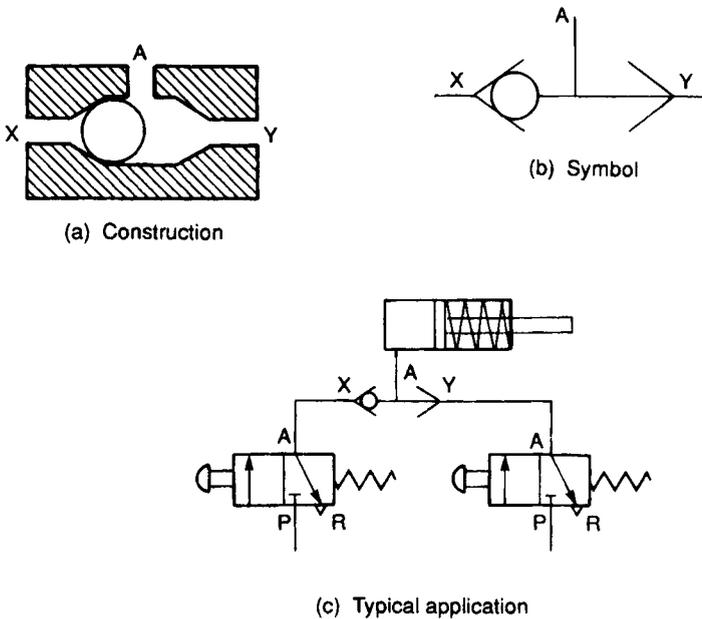 A
X
Y
(a) Construction
A
X
Y
(b) Symbol
A
X
Y
A
P
R
A
P
R
(c) Typical application